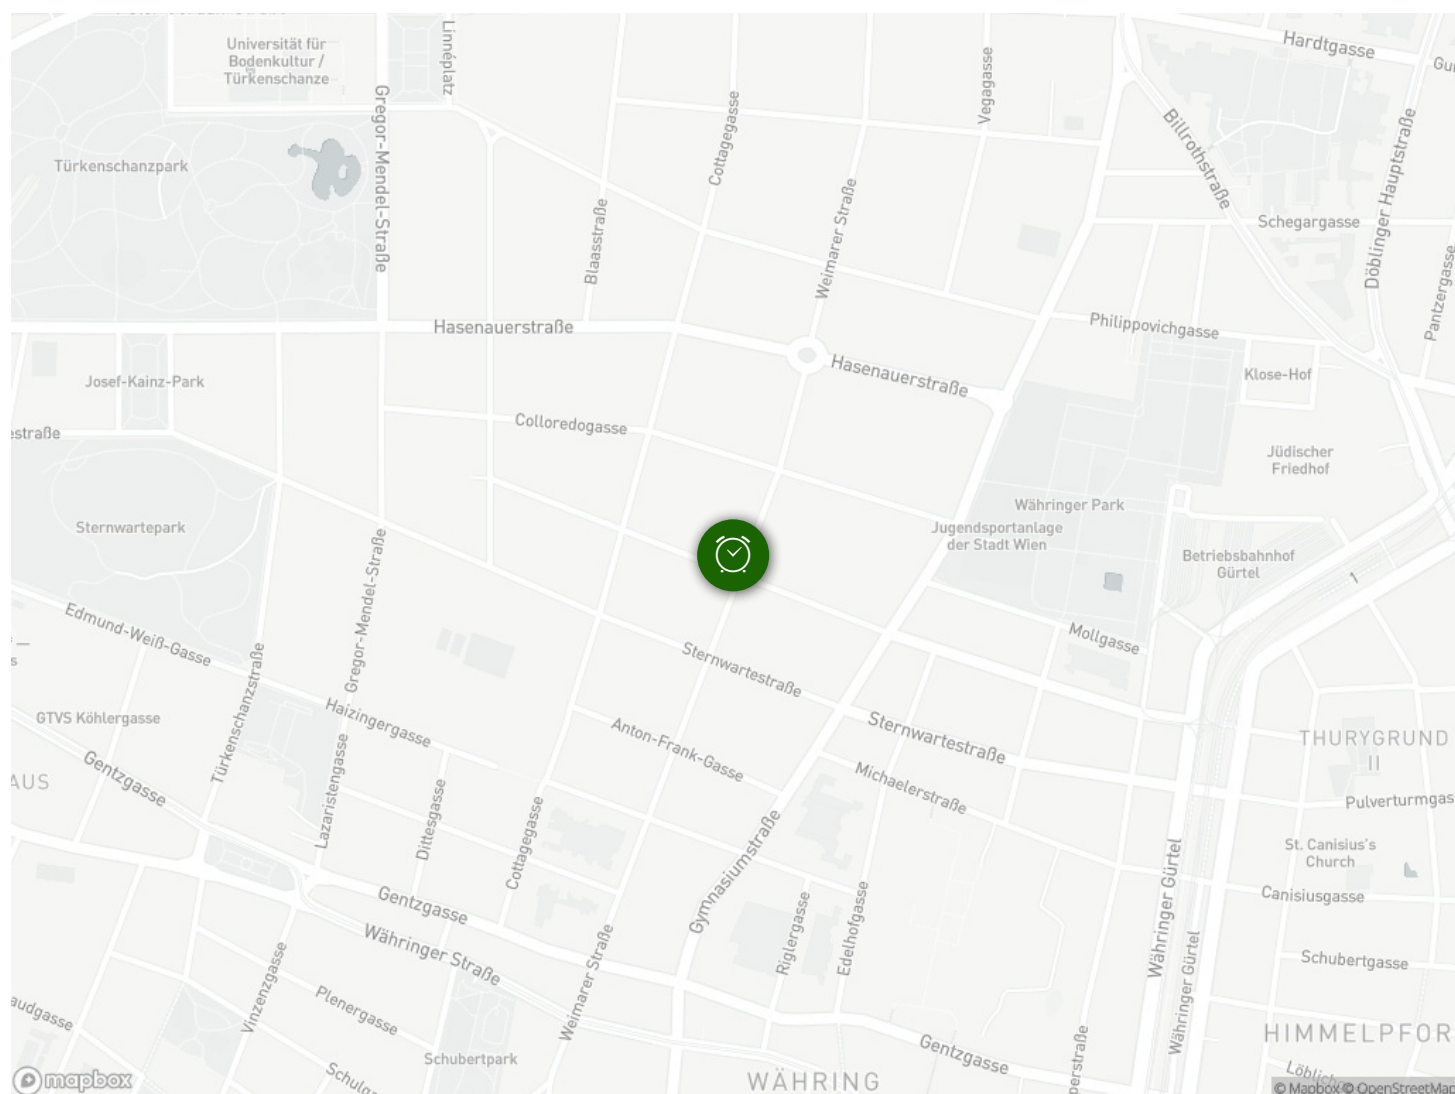 Universität für
Bodenkultur /
Türkenschanze
Linnéplatz
Hardtgasse
Türkenschanzpark
Gregor-Mendel-Straße
Cottagegasse
Vegagasse
Billrothstraße
Döblinger Hauptstraße
Schegargasse
Blaasstraße
Weimarer Straße
Pantzergasse
Hasenauerstraße
Philippovichgasse
Hasenauerstraße
Josef-Kainz-Park
Klose-Hof
estraße
Colloredogasse
Jüdischer
Friedhof
Sternwartepark
Währinger Park
Jugendsportanlage
der Stadt Wien
Betriebsbahnhof
Gürtel
1
Edmund-Weiß-Gasse
Gregor-Mendel-Straße
Mollgasse
Sternwartestraße
GTVS Köhlergasse
Türkenschanzstraße
Haizingergasse
Anton-Frank-Gasse
Sternwartestraße
THURYGRUND
II
AUS
Gentzgasse
Lazaristengasse
Dittesgasse
Michaelerstraße
Pulverturmgas
Cottagegasse
Gymnasiumstraße
St. Canisius's
Church
Gentzgasse
Währinger Gürtel
Canisiusgasse
Währinger Straße
Riglergasse
Edelhofgasse
Schubertgasse
Vinzenzgasse
Plenergasse
Weimarer Straße
Währinger Gürtel
audgasse
Schubertpark
Gentzgasse
HIMMELPFOR
perstraße
Schulg
WÄHRING
Löblichg
mapbox
© Mapbox © OpenStreetMap